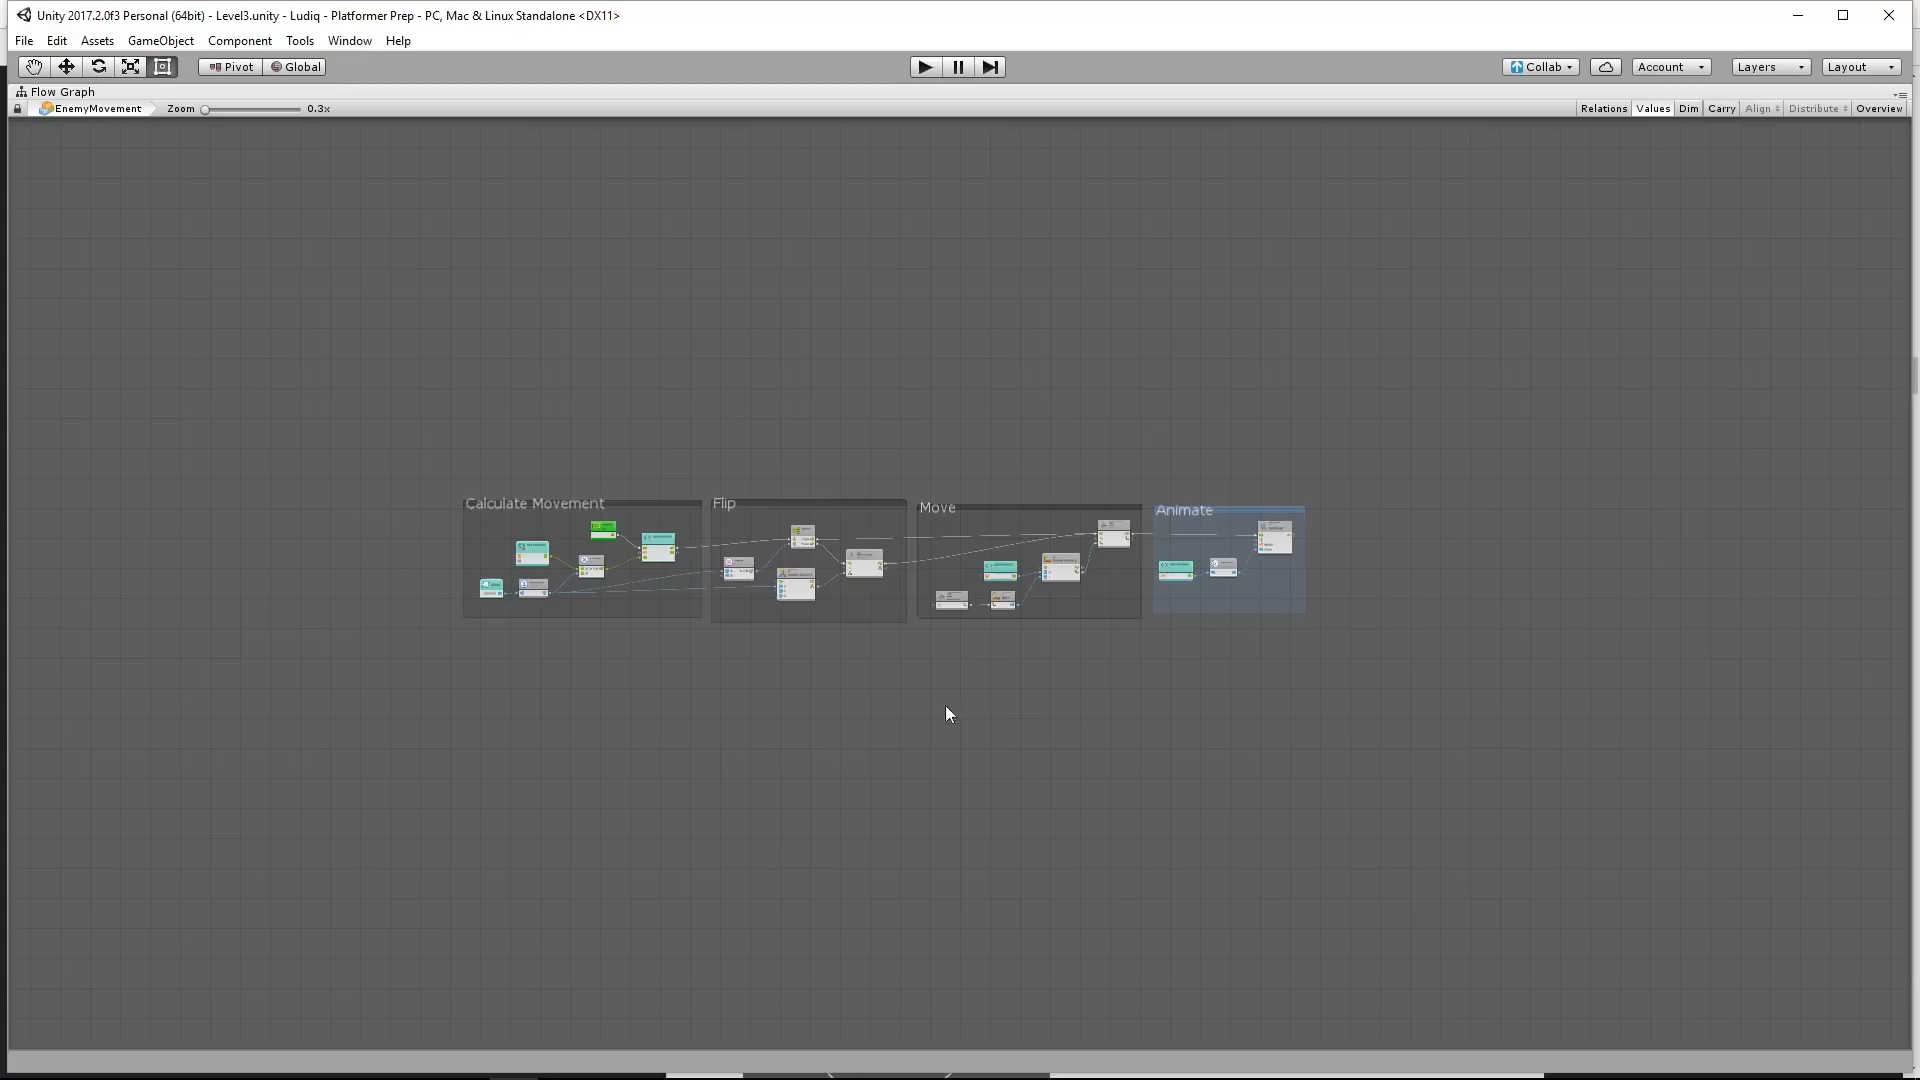 Unity 2017.2.0f3 Personal (64bit) - Level3.unity - Ludiq - Platformer Prep - PC, Mac & Linux Standalone <DX11>
File Edit Assets GameObject Component Tools Window Help
Pivot Global Collab Account Layers Layout
Flow Graph
EnemyMovement Zoom 0.3x Relations Values Dim Carry Align Distribute Overview
Calculate Movement Flip Move Animate